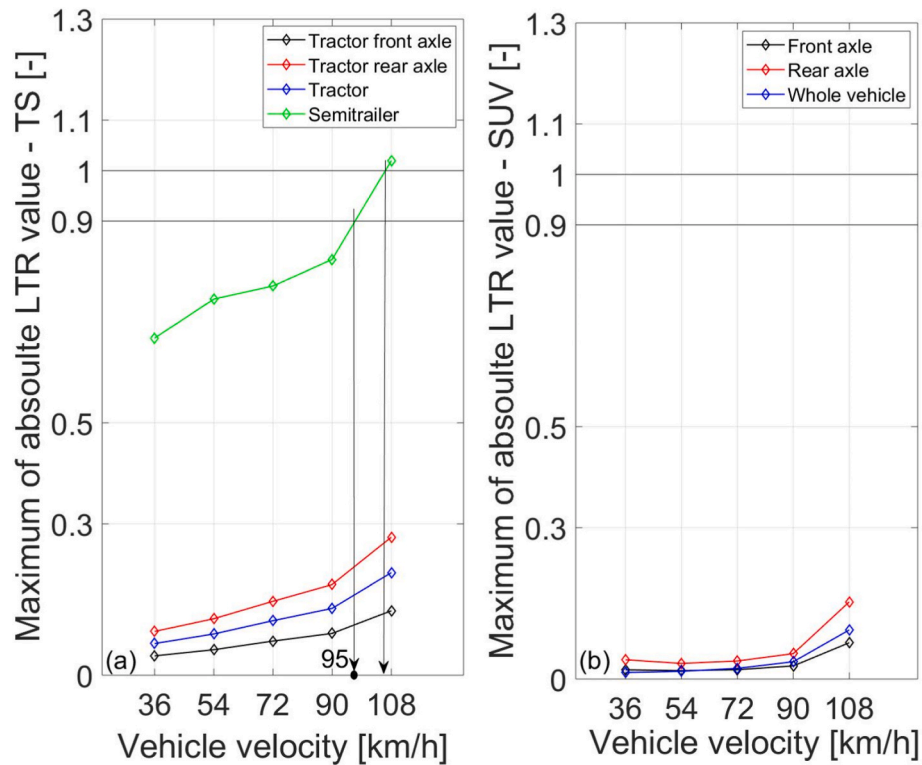 Maximum of absoulte LTR value - TS [-]
1.3
1.1
1
0.9
0.5
0.3
0
Tractor front axle
Tractor rear axle
Tractor
Semitrailer
(a)
95
36 54 72 90 108
Vehicle velocity [km/h]
Maximum of absoulte LTR value - SUV [-]
1.3
1.1
1
0.9
0.5
0.3
0
Front axle
Rear axle
Whole vehicle
(b)
36 54 72 90 108
Vehicle velocity [km/h]